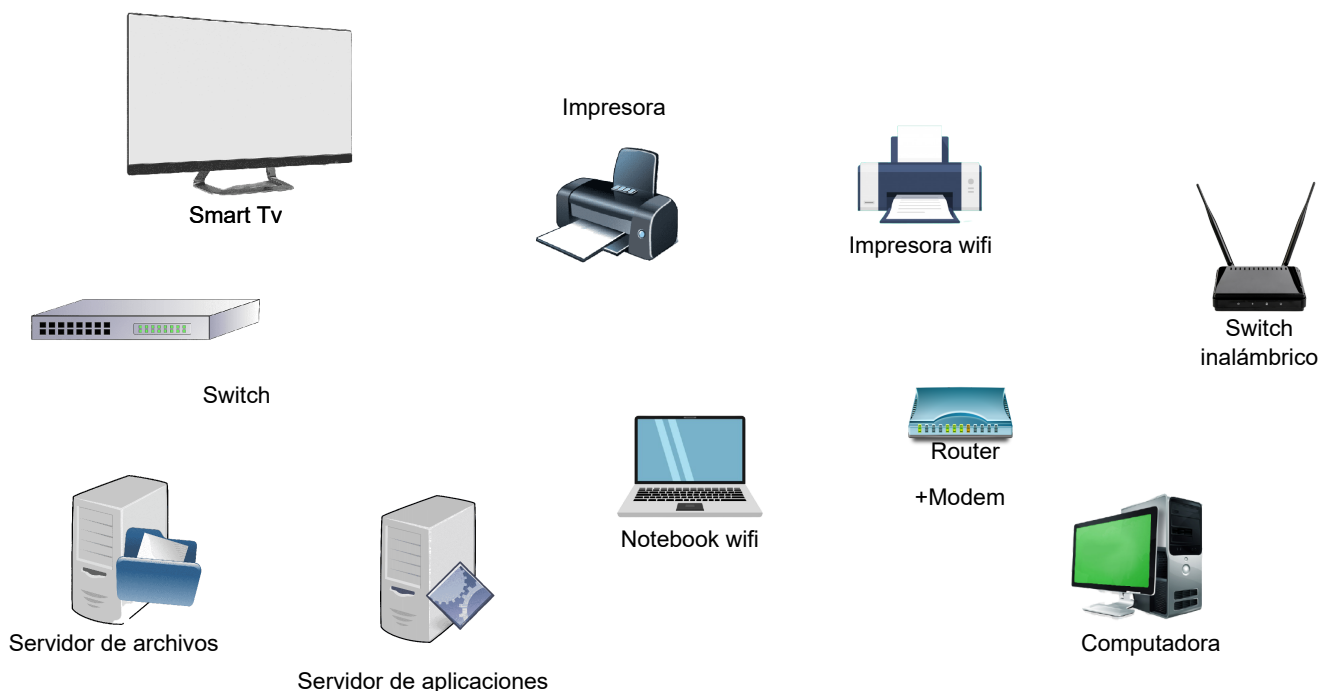 Impresora
Smart Tv
Impresora wifi
Switch
inalámbrico
Switch
Router
+Modem
Notebook wifi
Servidor de archivos
Computadora
Servidor de aplicaciones